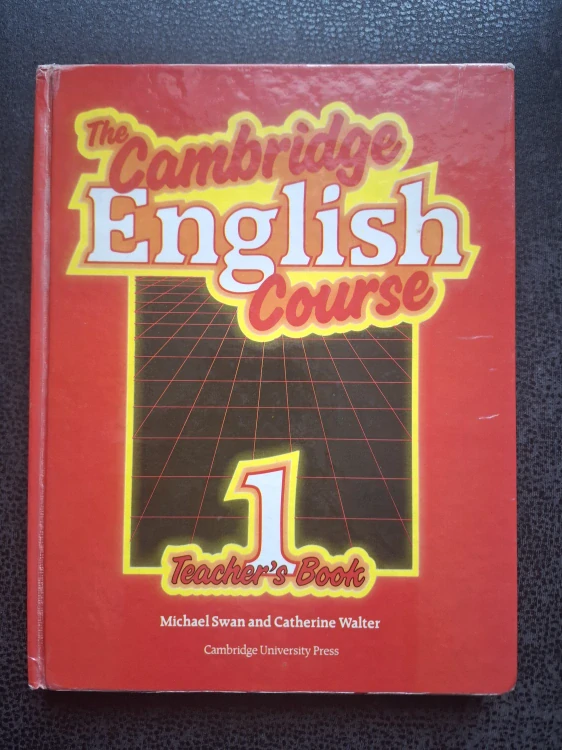 The
Cambridge
English
Course
1
Teacher's Book
Michael Swan and Catherine Walter
Cambridge University Press